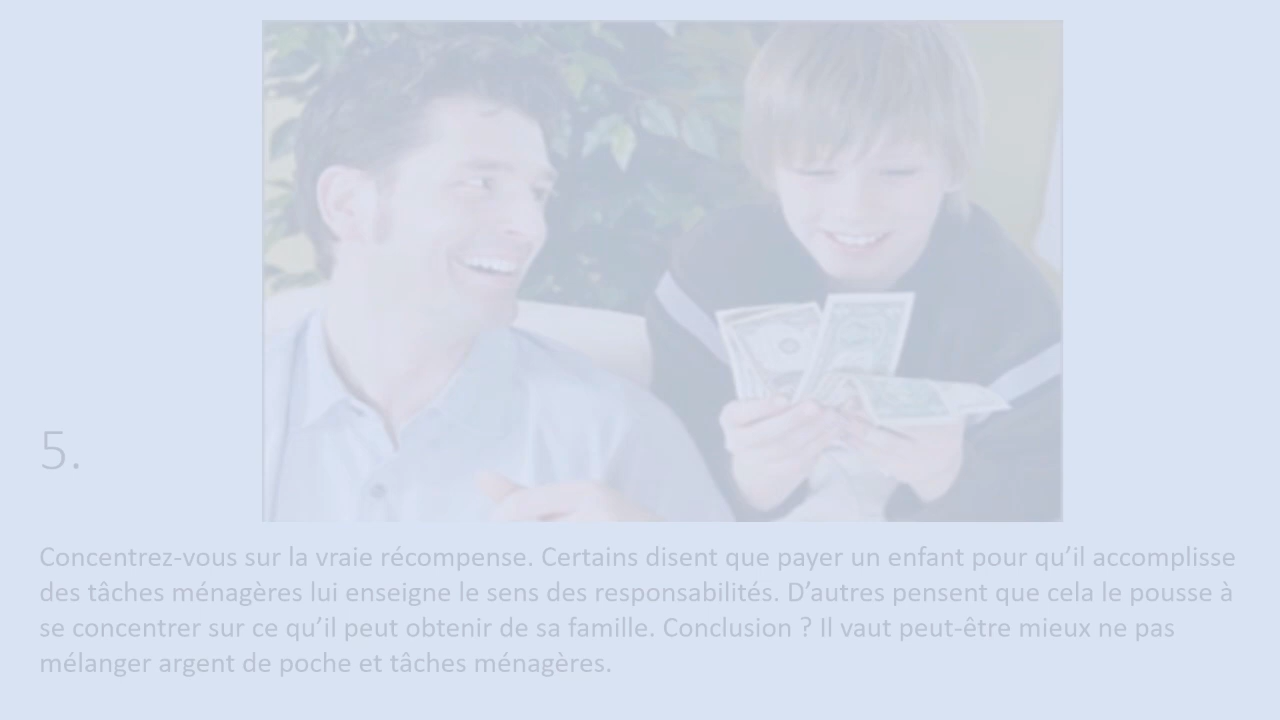 5.
Concentrez-vous sur la vraie récompense. Certains disent que payer un enfant pour qu’il accomplisse
des tâches ménagères lui enseigne le sens des responsabilités. D’autres pensent que cela le pousse à
se concentrer sur ce qu’il peut obtenir de sa famille. Conclusion ? Il vaut peut-être mieux ne pas
mélanger argent de poche et tâches ménagères.